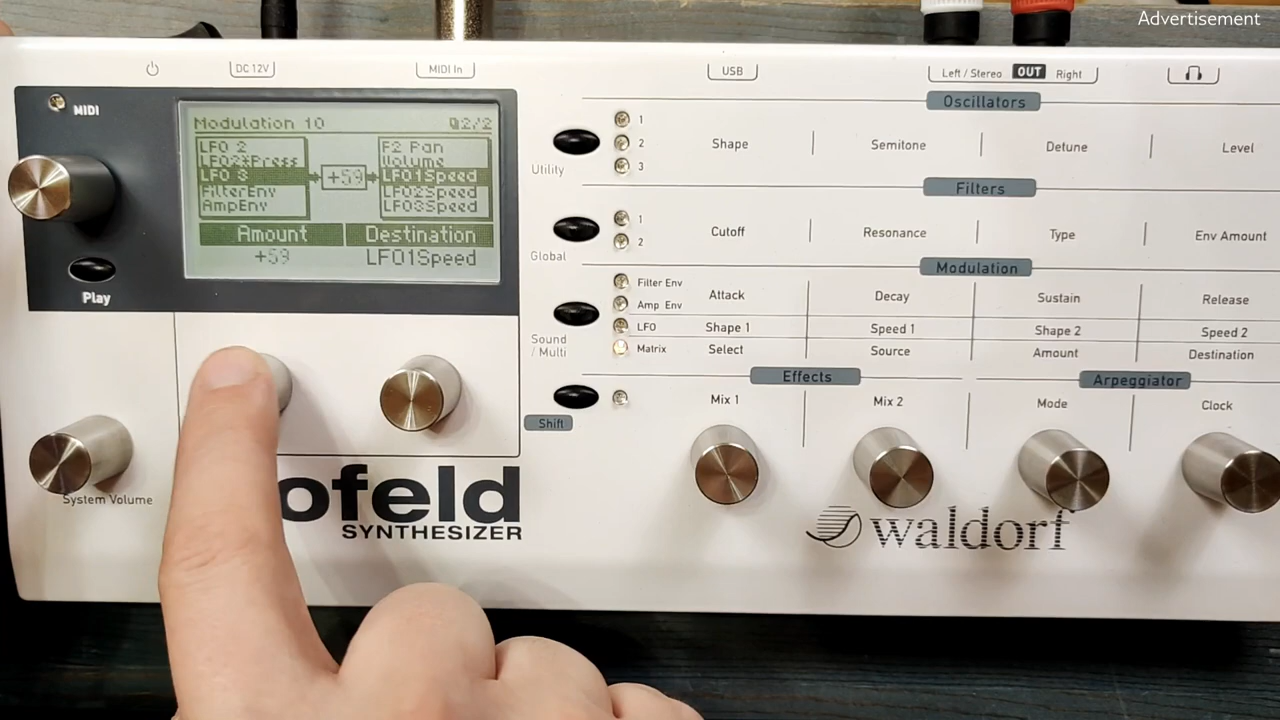 Advertisement
DC 12V
MIDI In
USB
Left / Stereo OUT Right
MIDI
Modulation 10 2/2
LFO 2
LFO2*Press
LFO 3
FilterEnv
AmpEnv
+59
F2 Pan
Volume
LFO1Speed
LFO2Speed
LFO3Speed
Amount Destination
+59 LFO1Speed
Play
System Volume
ofeld
SYNTHESIZER
Utility
Global
Sound
/ Multi
Shift
Oscillators
1
2
3
Shape Semitone Detune Level
Filters
1
2
Cutoff Resonance Type Env Amount
Modulation
Filter Env
Amp Env
Attack Decay Sustain Release
LFO Shape 1 Speed 1 Shape 2 Speed 2
Matrix Select Source Amount Destination
Effects Arpeggiator
Mix 1 Mix 2 Mode Clock
waldorf